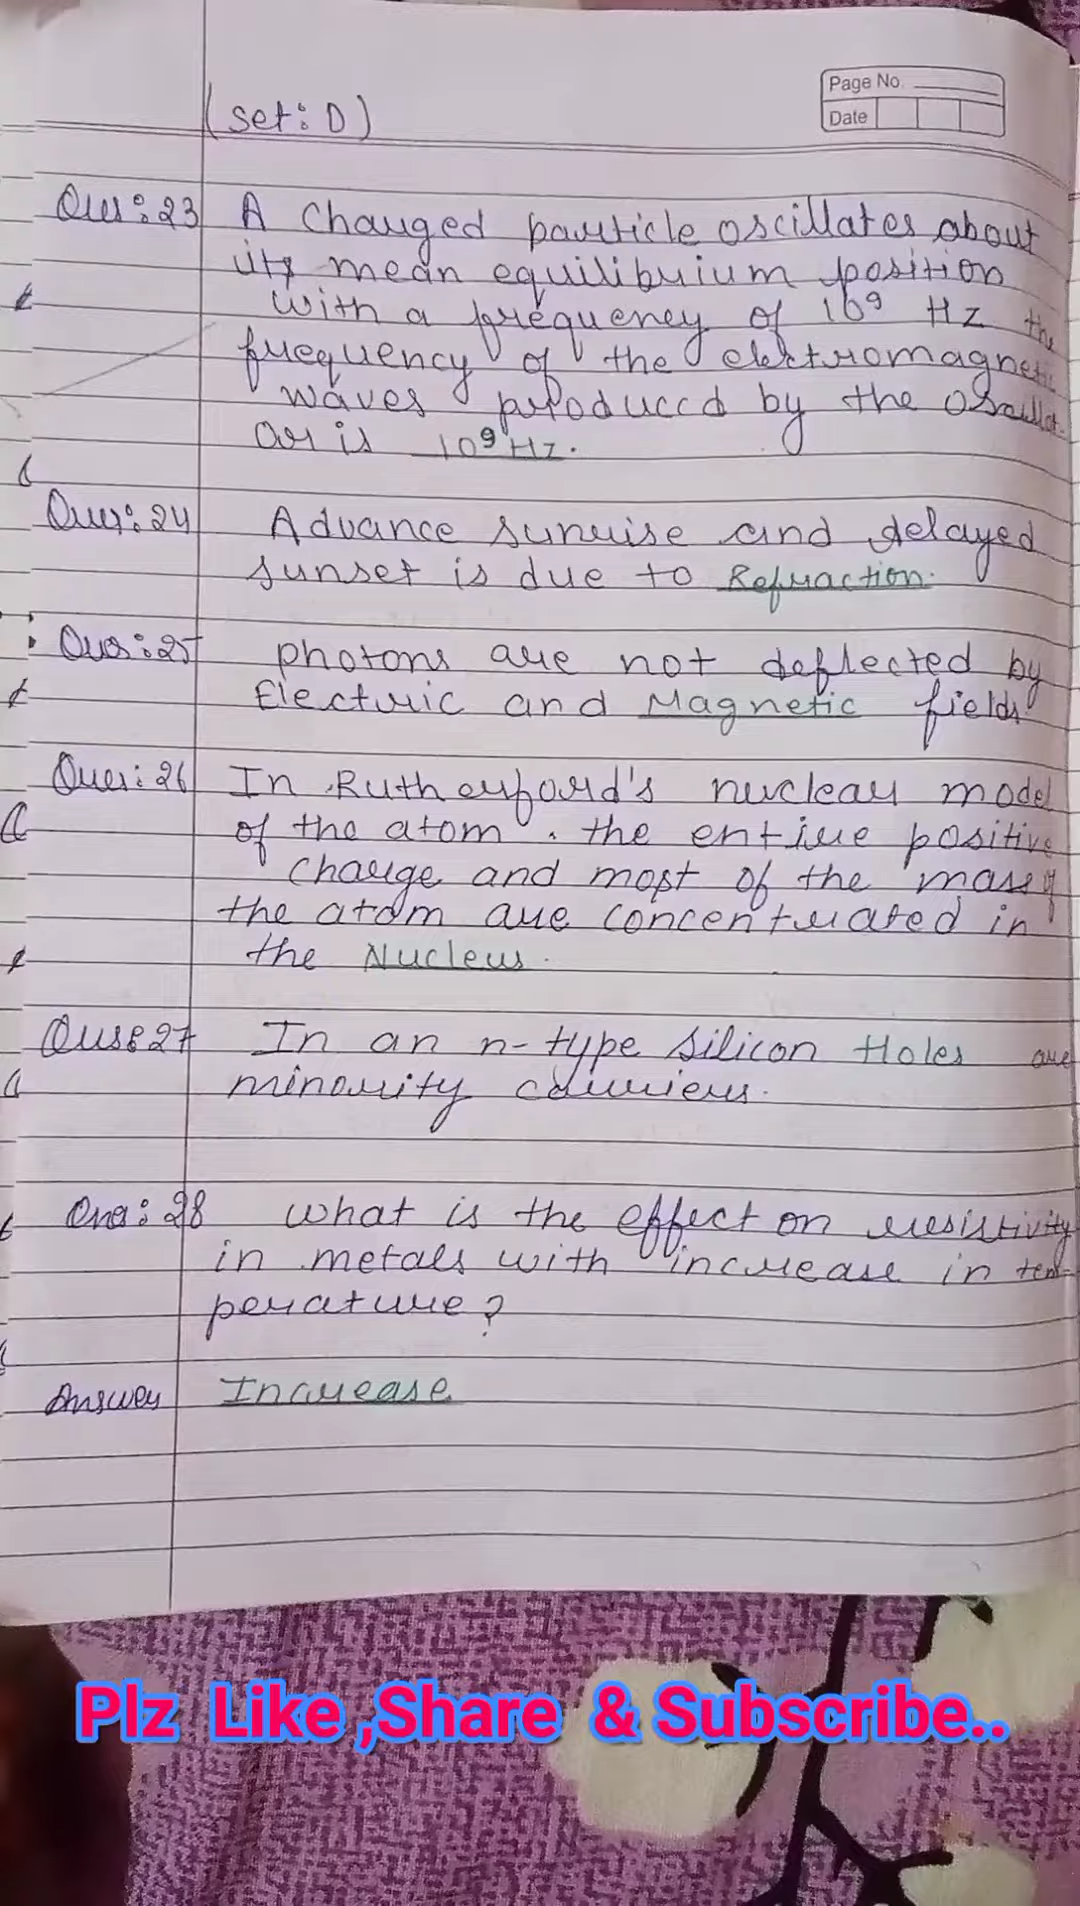 Page No.
Date
(set: D)
Ques: 23 A Charged particle oscillates about
its mean equilibrium position
with a frequency of 10⁹ Hz the
frequency of the electromagnetic
waves produced by the Oscillat-
or is 10⁹ Hz.
Ques: 24 Advance sunrise and delayed
sunset is due to Refraction.
Ques: 25 photons are not deflected by
Electric and Magnetic fields
Ques: 26 In Rutherford's nuclear model
of the atom . the entire positive
charge and most of the mass of
the atom are concentrated in
the Nucleus.
Ques: 27 In an n-type silicon Holes are
minority carriers.
Ques: 28 what is the effect on resistivity
in metals with increase in tem-
perature?
Answer Increase
Plz Like ,Share & Subscribe..